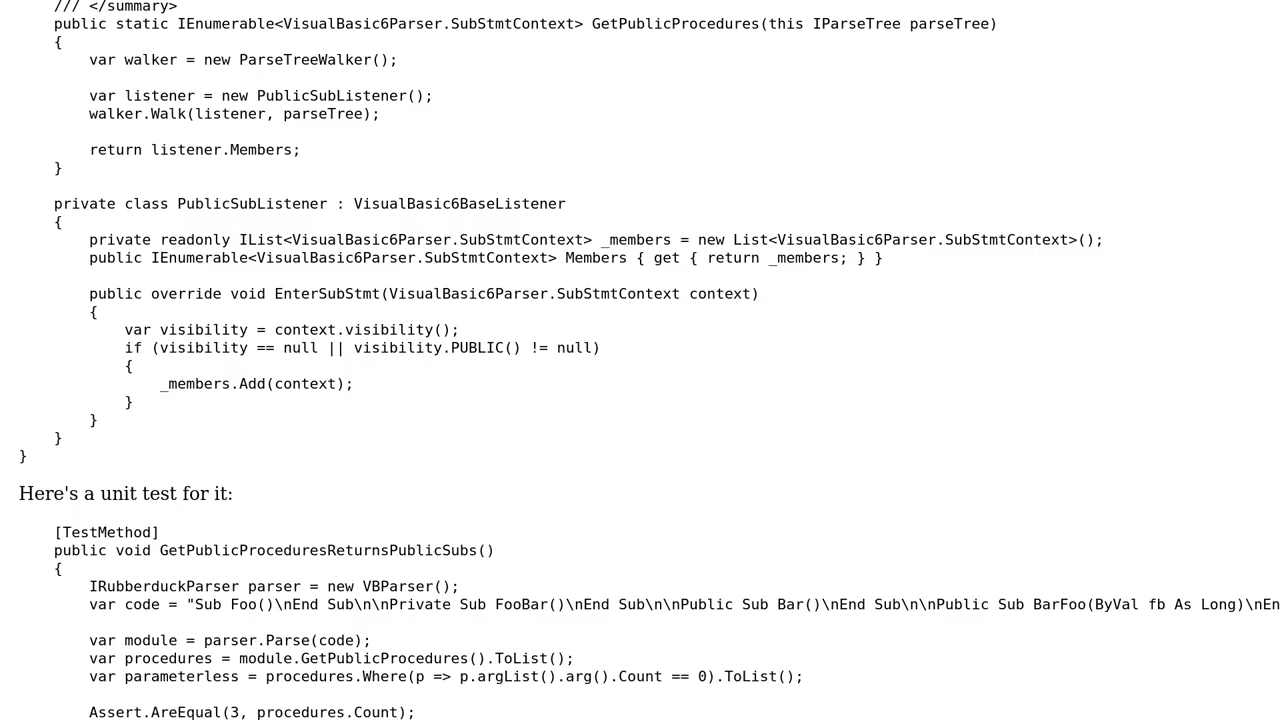 /// </summary>
public static IEnumerable<VisualBasic6Parser.SubStmtContext> GetPublicProcedures(this IParseTree parseTree)
{
var walker = new ParseTreeWalker();
var listener = new PublicSubListener();
walker.Walk(listener, parseTree);
return listener.Members;
}
private class PublicSubListener : VisualBasic6BaseListener
{
private readonly IList<VisualBasic6Parser.SubStmtContext> _members = new List<VisualBasic6Parser.SubStmtContext>();
public IEnumerable<VisualBasic6Parser.SubStmtContext> Members { get { return _members; } }
public override void EnterSubStmt(VisualBasic6Parser.SubStmtContext context)
{
var visibility = context.visibility();
if (visibility == null || visibility.PUBLIC() != null)
{
_members.Add(context);
}
}
}
}
Here's a unit test for it:
[TestMethod]
public void GetPublicProceduresReturnsPublicSubs()
{
IRubberduckParser parser = new VBParser();
var code = "Sub Foo()\nEnd Sub\n\nPrivate Sub FooBar()\nEnd Sub\n\nPublic Sub Bar()\nEnd Sub\n\nPublic Sub BarFoo(ByVal fb As Long)\nEn
var module = parser.Parse(code);
var procedures = module.GetPublicProcedures().ToList();
var parameterless = procedures.Where(p => p.argList().arg().Count == 0).ToList();
Assert.AreEqual(3, procedures.Count);